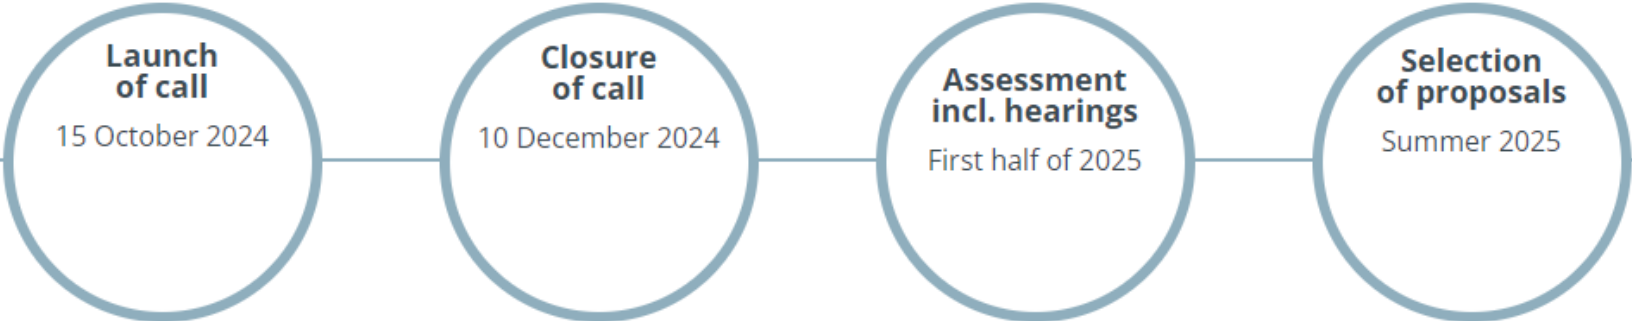 Launch
of call
15 October 2024
Closure
of call
10 December 2024
Assessment
incl. hearings
First half of 2025
Selection
of proposals
Summer 2025